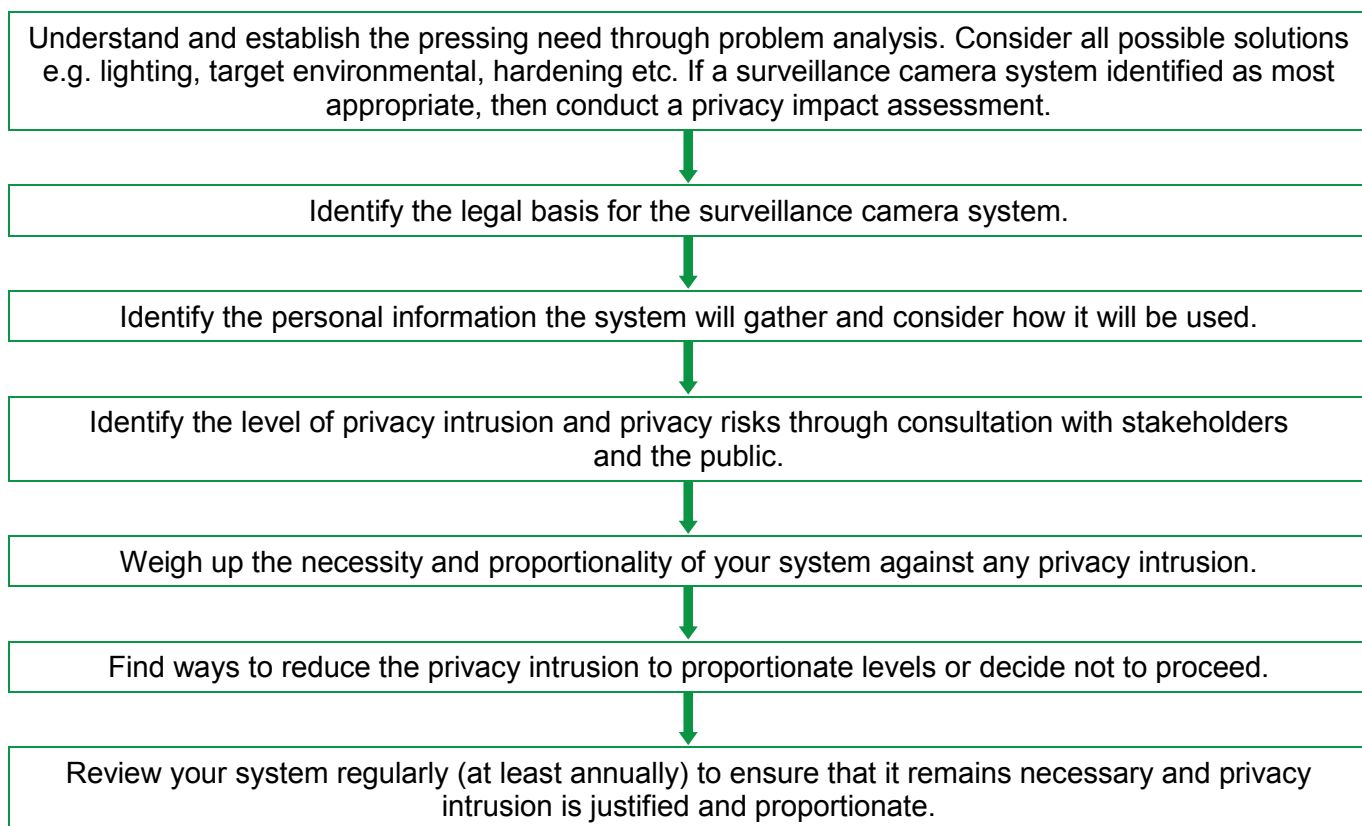 Understand and establish the pressing need through problem analysis. Consider all possible solutions
e.g. lighting, target environmental, hardening etc. If a surveillance camera system identified as most
appropriate, then conduct a privacy impact assessment.
Identify the legal basis for the surveillance camera system.
Identify the personal information the system will gather and consider how it will be used.
Identify the level of privacy intrusion and privacy risks through consultation with stakeholders
and the public.
Weigh up the necessity and proportionality of your system against any privacy intrusion.
Find ways to reduce the privacy intrusion to proportionate levels or decide not to proceed.
Review your system regularly (at least annually) to ensure that it remains necessary and privacy
intrusion is justified and proportionate.